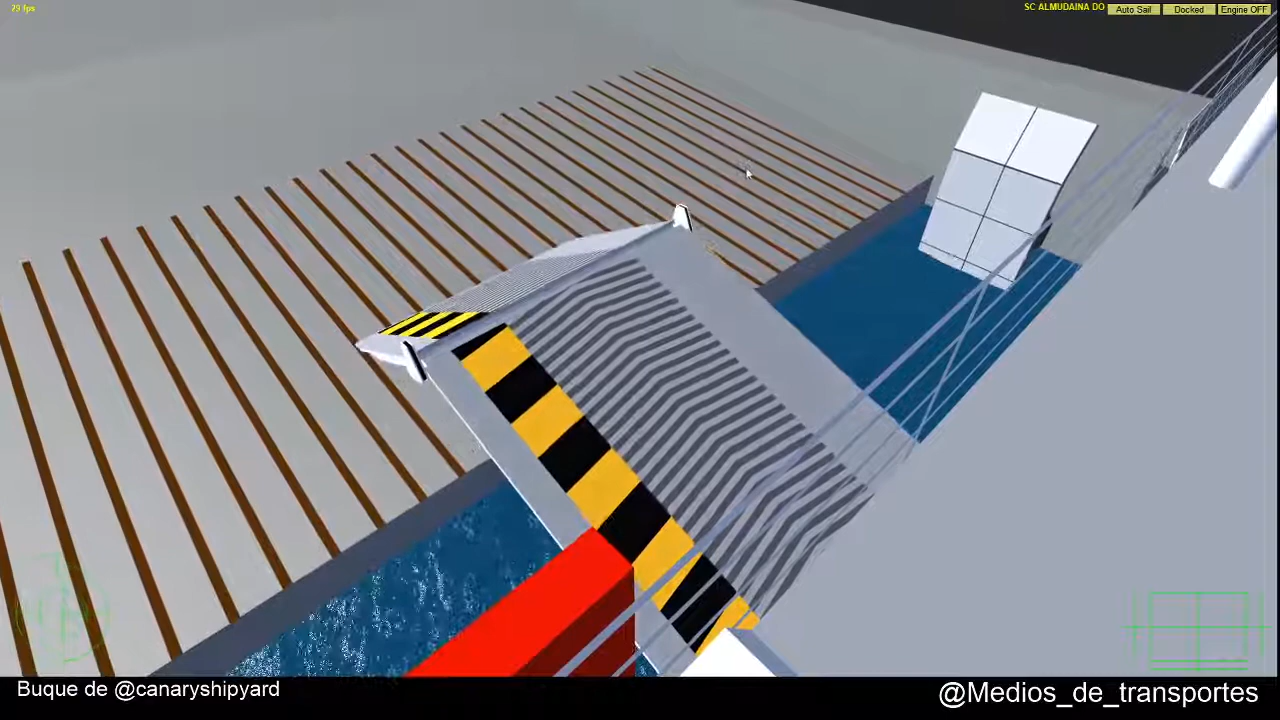 29 fps
SC ALMUDAINA DO
Auto Sail
Docked
Engine OFF
Buque de @canaryshipyard
@Medios_de_transportes